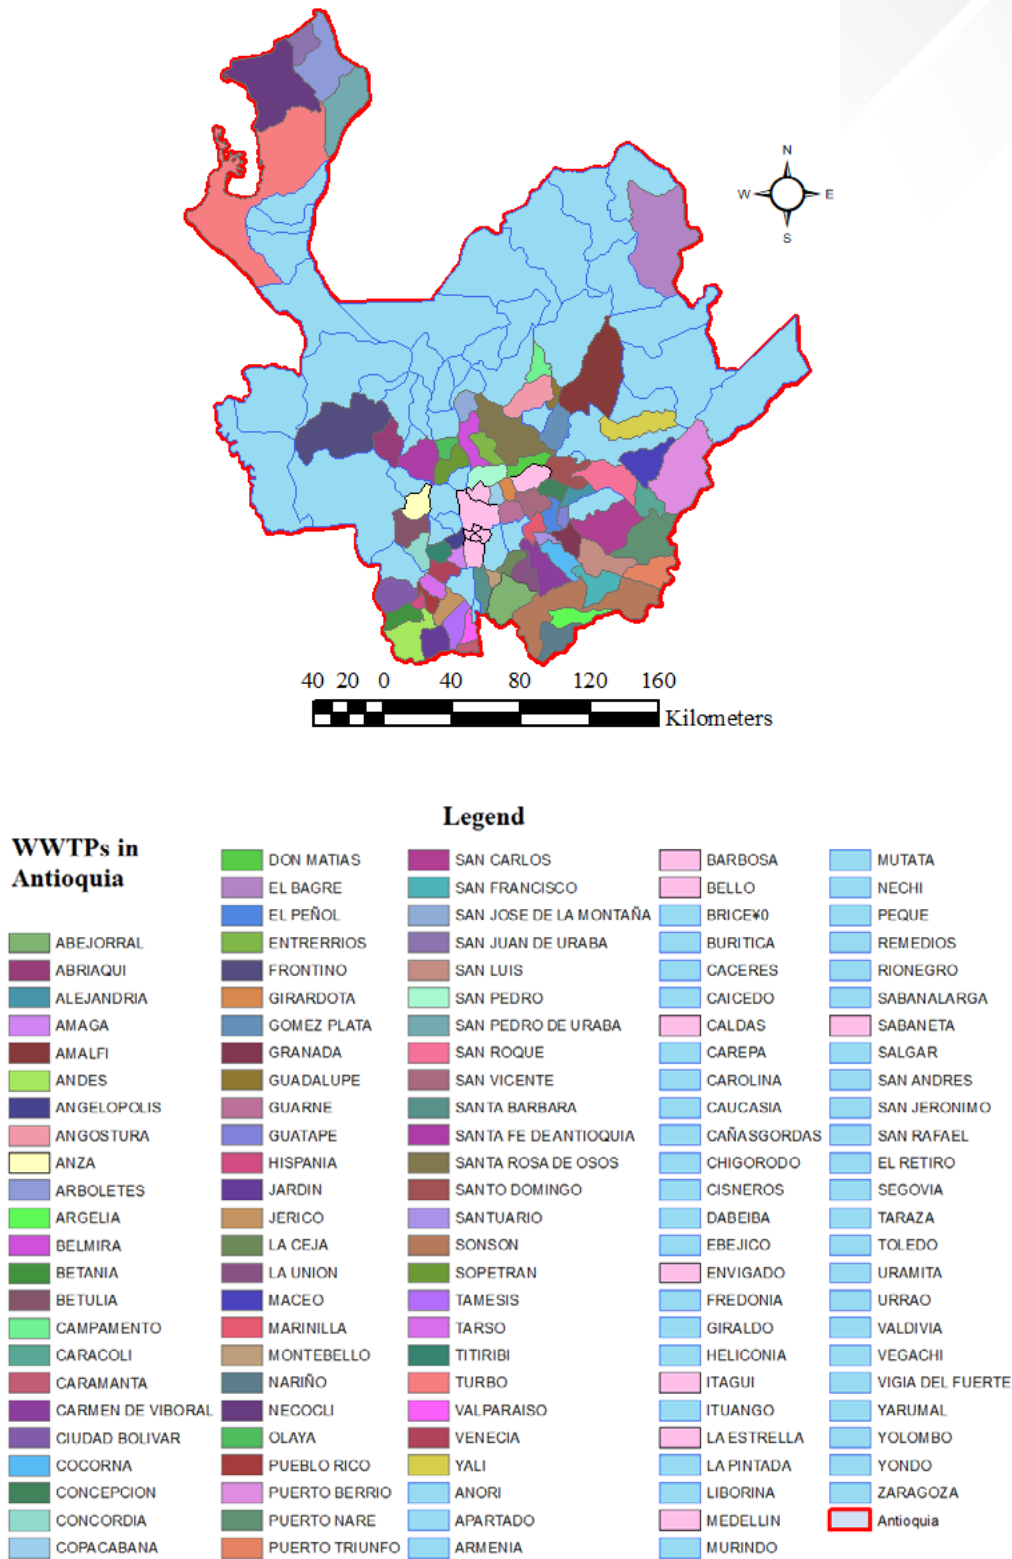 N
W E
S
40 20 0 40 80 120 160
Kilometers
Legend
WWTPs in
Antioquia
ABEJORRAL
ABRIAQUI
ALEJANDRIA
AMAGA
AMALFI
ANDES
ANGELOPOLIS
ANGOSTURA
ANZA
ARBOLETES
ARGELIA
BELMIRA
BETANIA
BETULIA
CAMPAMENTO
CARACOLI
CARAMANTA
CARMEN DE VIBORAL
CIUDAD BOLIVAR
COCORNA
CONCEPCION
CONCORDIA
COPACABANA
DON MATIAS
EL BAGRE
EL PEÑOL
ENTRERRIOS
FRONTINO
GIRARDOTA
GOMEZ PLATA
GRANADA
GUADALUPE
GUARNE
GUATAPE
HISPANIA
JARDIN
JERICO
LA CEJA
LA UNION
MACEO
MARINILLA
MONTEBELLO
NARIÑO
NECOCLI
OLAYA
PUEBLO RICO
PUERTO BERRIO
PUERTO NARE
PUERTO TRIUNFO
SAN CARLOS
SAN FRANCISCO
SAN JOSE DE LA MONTAÑA
SAN JUAN DE URABA
SAN LUIS
SAN PEDRO
SAN PEDRO DE URABA
SAN ROQUE
SAN VICENTE
SANTA BARBARA
SANTA FE DE ANTIOQUIA
SANTA ROSA DE OSOS
SANTO DOMINGO
SANTUARIO
SONSON
SOPETRAN
TAMESIS
TARSO
TITIRIBI
TURBO
VALPARAISO
VENECIA
YALI
ANORI
APARTADO
ARMENIA
BARBOSA
BELLO
BRICE¥0
BURITICA
CACERES
CAICEDO
CALDAS
CAREPA
CAROLINA
CAUCASIA
CAÑASGORDAS
CHIGORODO
CISNEROS
DABEIBA
EBEJICO
ENVIGADO
FREDONIA
GIRALDO
HELICONIA
ITAGUI
ITUANGO
LA ESTRELLA
LA PINTADA
LIBORINA
MEDELLIN
MURINDO
MUTATA
NECHI
PEQUE
REMEDIOS
RIONEGRO
SABANALARGA
SABANETA
SALGAR
SAN ANDRES
SAN JERONIMO
SAN RAFAEL
EL RETIRO
SEGOVIA
TARAZA
TOLEDO
URAMITA
URRAO
VALDIVIA
VEGACHI
VIGIA DEL FUERTE
YARUMAL
YOLOMBO
YONDO
ZARAGOZA
Antioquia